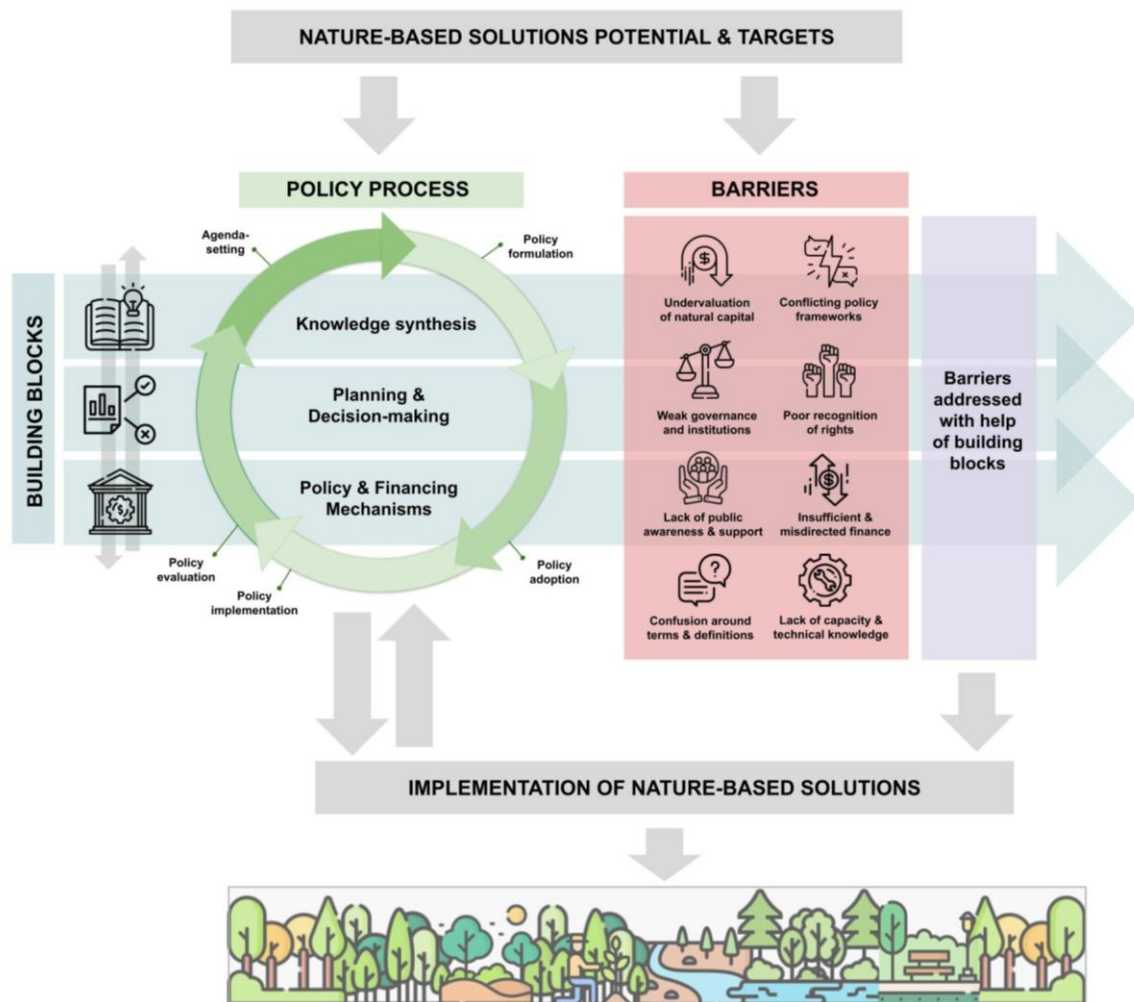 NATURE-BASED SOLUTIONS POTENTIAL & TARGETS
POLICY PROCESS
BARRIERS
BUILDING BLOCKS
Agenda-
setting
Policy
formulation
Knowledge synthesis
Planning &
Decision-making
Policy & Financing
Mechanisms
Policy
evaluation
Policy
implementation
Policy
adoption
Undervaluation
of natural capital
Conflicting policy
frameworks
Weak governance
and institutions
Poor recognition
of rights
Lack of public
awareness & support
Insufficient &
misdirected finance
Confusion around
terms & definitions
Lack of capacity &
technical knowledge
Barriers
addressed
with help
of building
blocks
IMPLEMENTATION OF NATURE-BASED SOLUTIONS